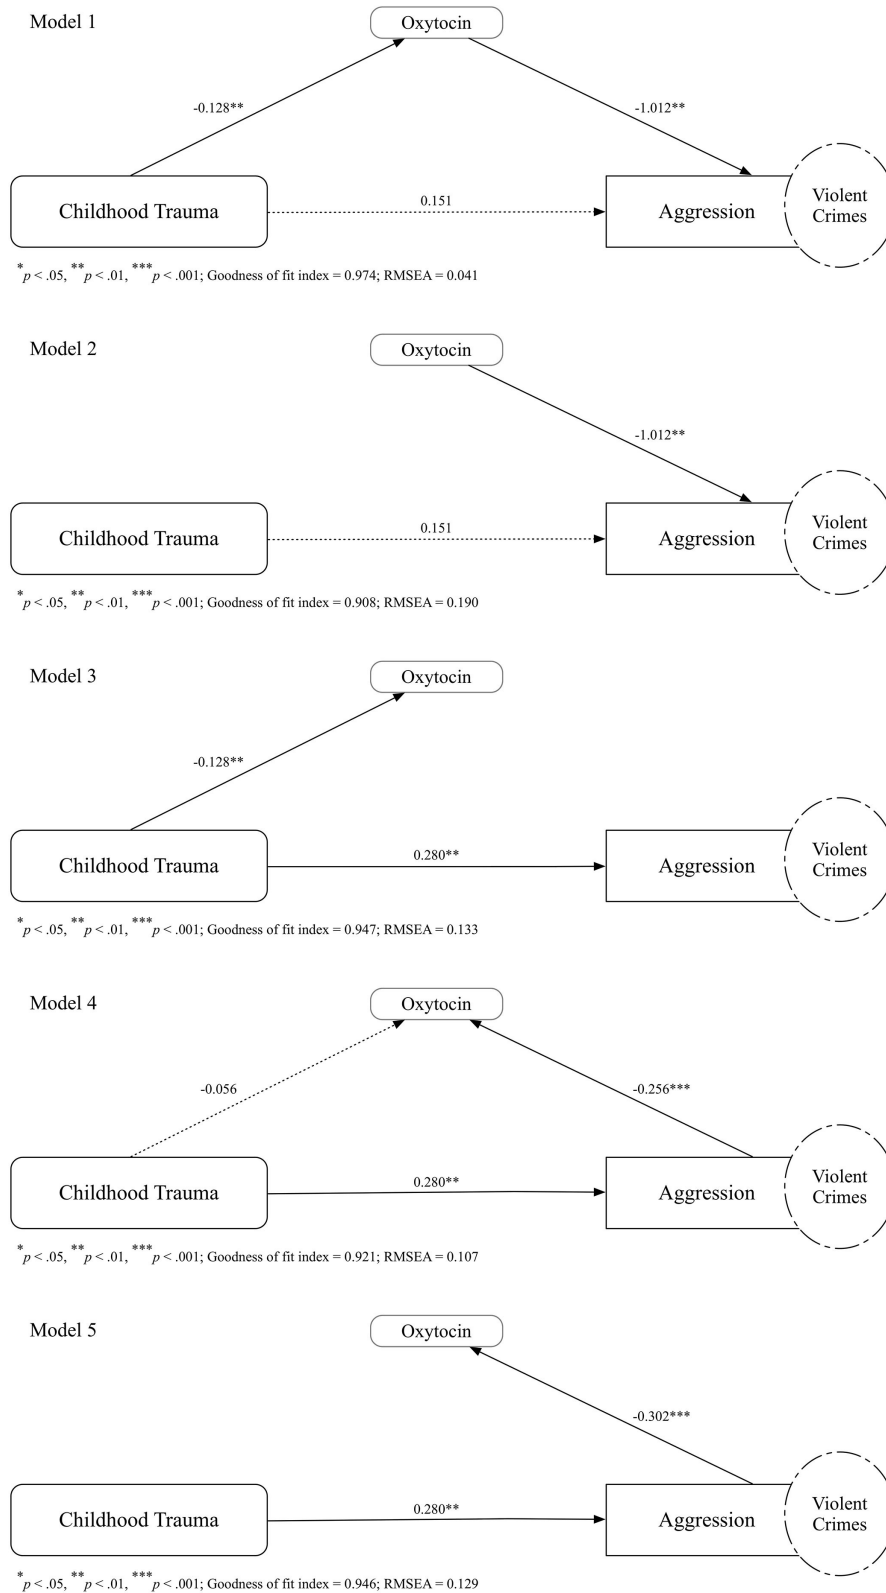 Model 1
Oxytocin
-0.128**
-1.012**
Childhood Trauma
0.151
Aggression
Violent
Crimes
*p < .05, **p < .01, ***p < .001; Goodness of fit index = 0.974; RMSEA = 0.041
Model 2
Oxytocin
-1.012**
Childhood Trauma
0.151
Aggression
Violent
Crimes
*p < .05, **p < .01, ***p < .001; Goodness of fit index = 0.908; RMSEA = 0.190
Model 3
Oxytocin
-0.128**
Childhood Trauma
0.280**
Aggression
Violent
Crimes
*p < .05, **p < .01, ***p < .001; Goodness of fit index = 0.947; RMSEA = 0.133
Model 4
Oxytocin
-0.056
-0.256***
Childhood Trauma
0.280**
Aggression
Violent
Crimes
*p < .05, **p < .01, ***p < .001; Goodness of fit index = 0.921; RMSEA = 0.107
Model 5
Oxytocin
-0.302***
Childhood Trauma
0.280**
Aggression
Violent
Crimes
*p < .05, **p < .01, ***p < .001; Goodness of fit index = 0.946; RMSEA = 0.129